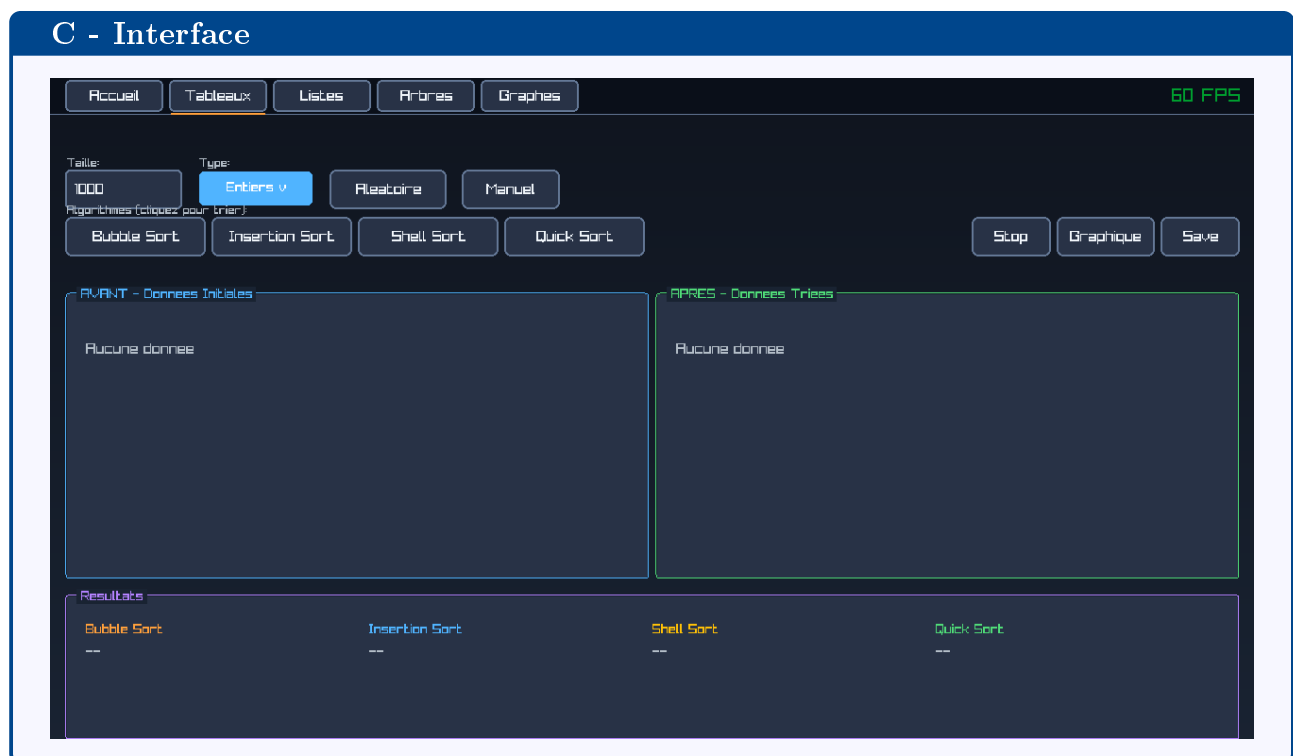 C - Interface
Accueil Tableaux Listes Arbres Graphes 60 FPS
Taille: Type:
1000 Entiers v Aleatoire Manuel
Algorithmes (cliquez pour trier):
Bubble Sort Insertion Sort Shell Sort Quick Sort Stop Graphique Save
AVANT - Donnees Initiales APRES - Donnees Triees
Aucune donnee Aucune donnee
Resultats
Bubble Sort Insertion Sort Shell Sort Quick Sort
-- -- -- --